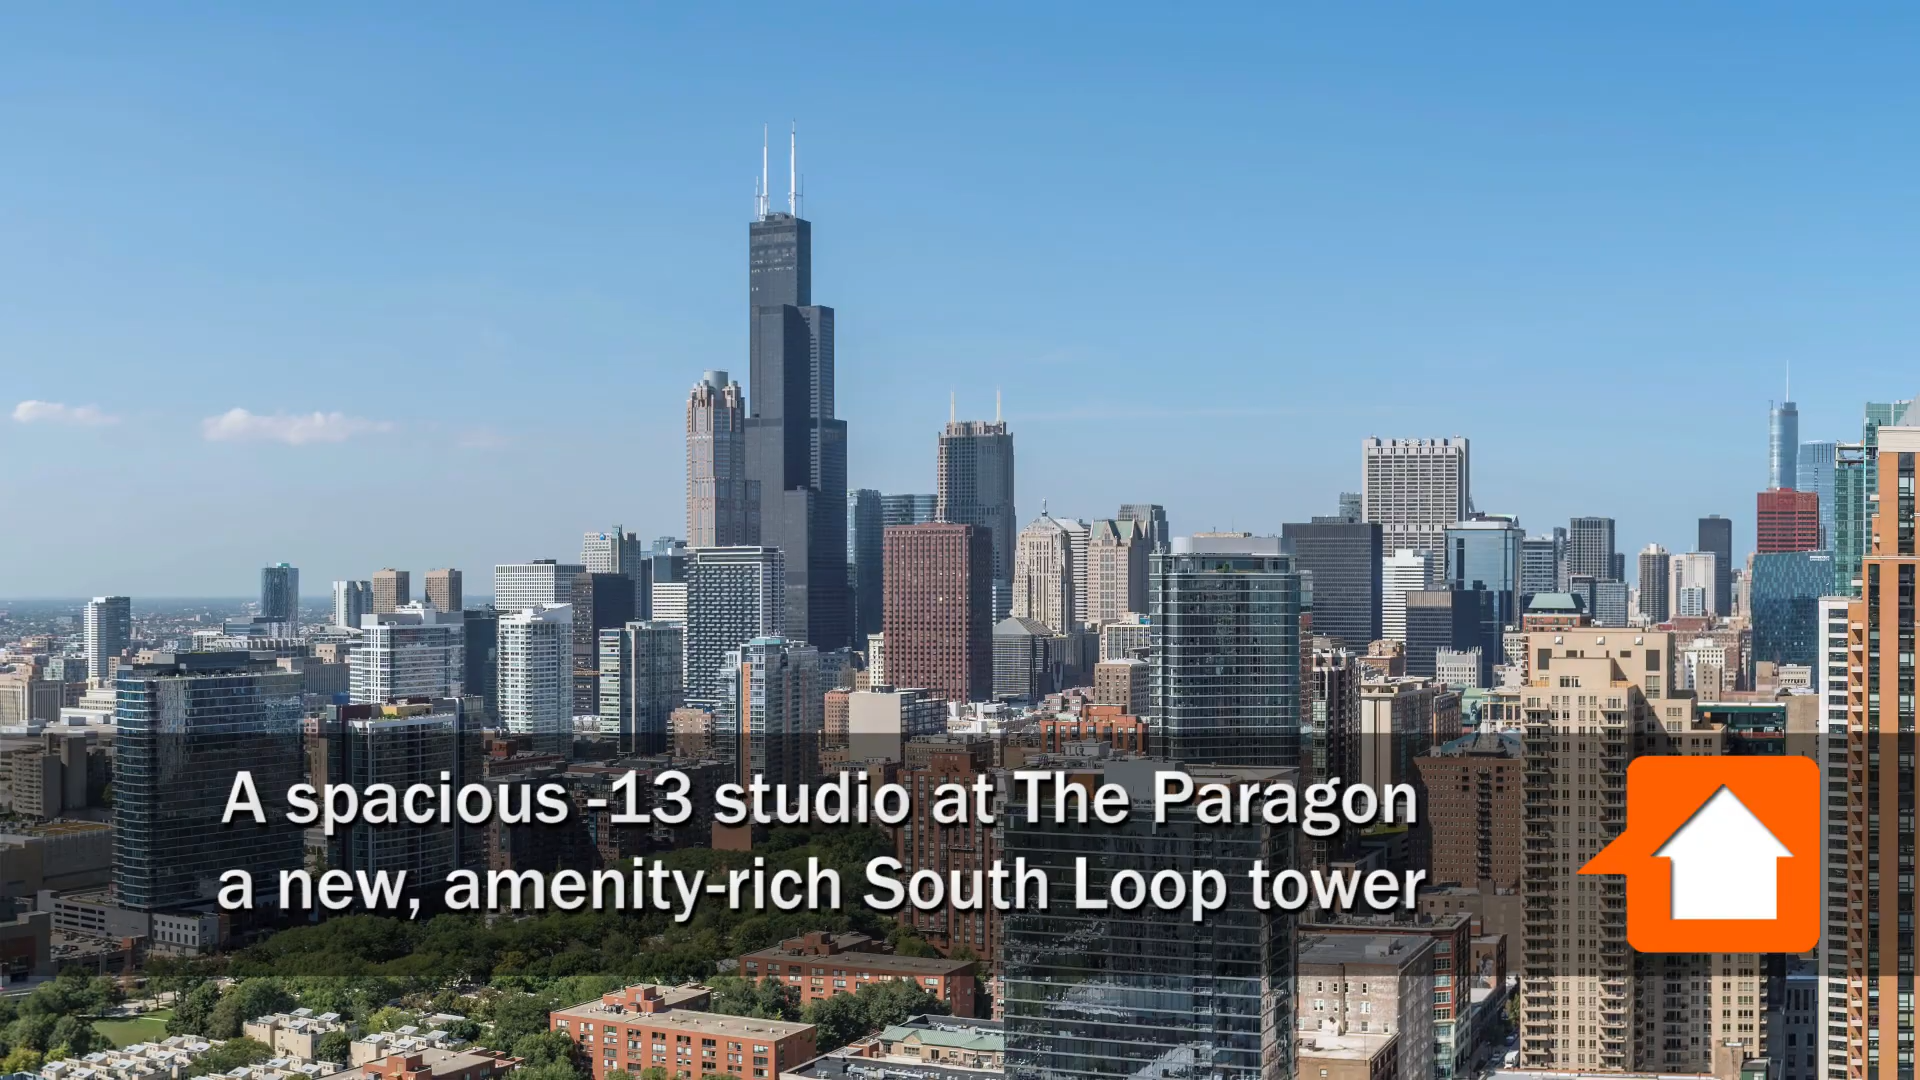 A spacious -13 studio at The Paragon
a new, amenity-rich South Loop tower